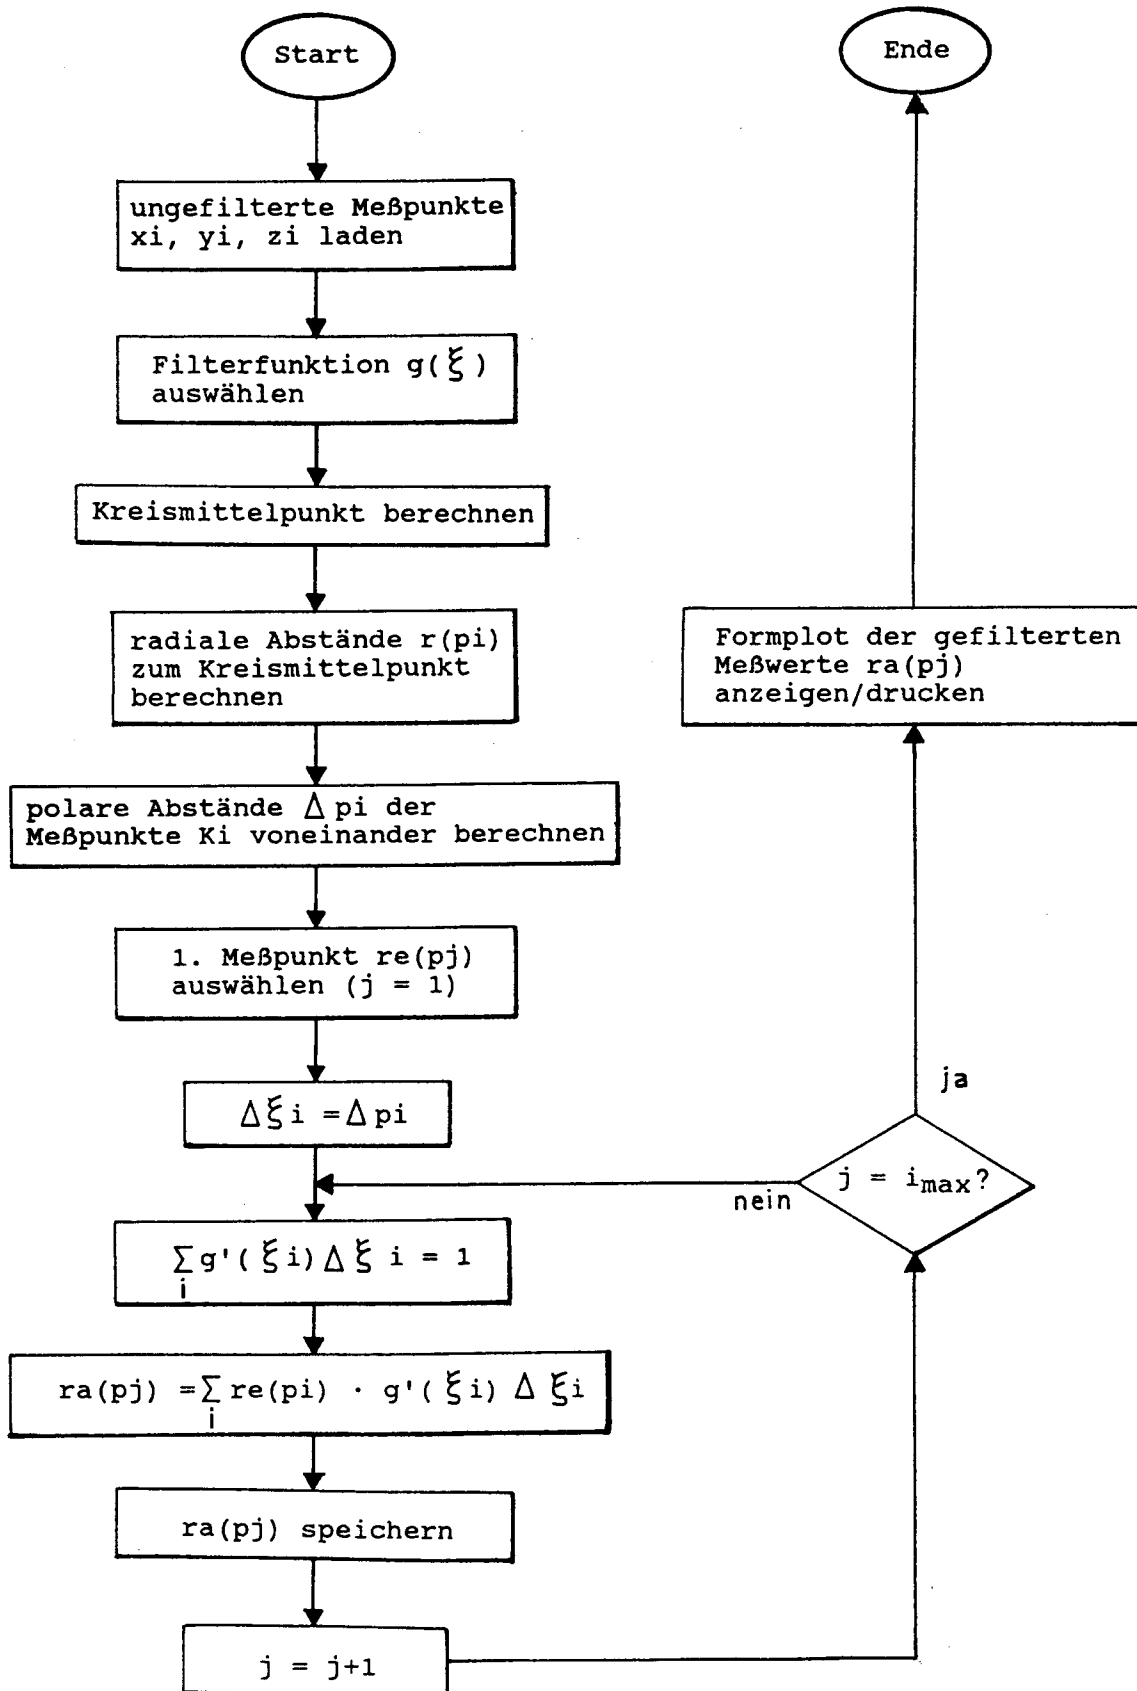 Start
ungefilterte Meßpunkte
xi, yi, zi laden
Filterfunktion g(ξ)
auswählen
Kreismittelpunkt berechnen
radiale Abstände r(pi)
zum Kreismittelpunkt
berechnen
polare Abstände Δ pi der
Meßpunkte Ki voneinander berechnen
1. Meßpunkt re(pj)
auswählen (j = 1)
Δξi = Δpi
∑ g'(ξi) Δξi = 1
i
ra(pj) = ∑ re(pi) · g'(ξi) Δ ξi
i
ra(pj) speichern
j = j+1
j = imax?
nein
ja
Formplot der gefilterten
Meßwerte ra(pj)
anzeigen/drucken
Ende